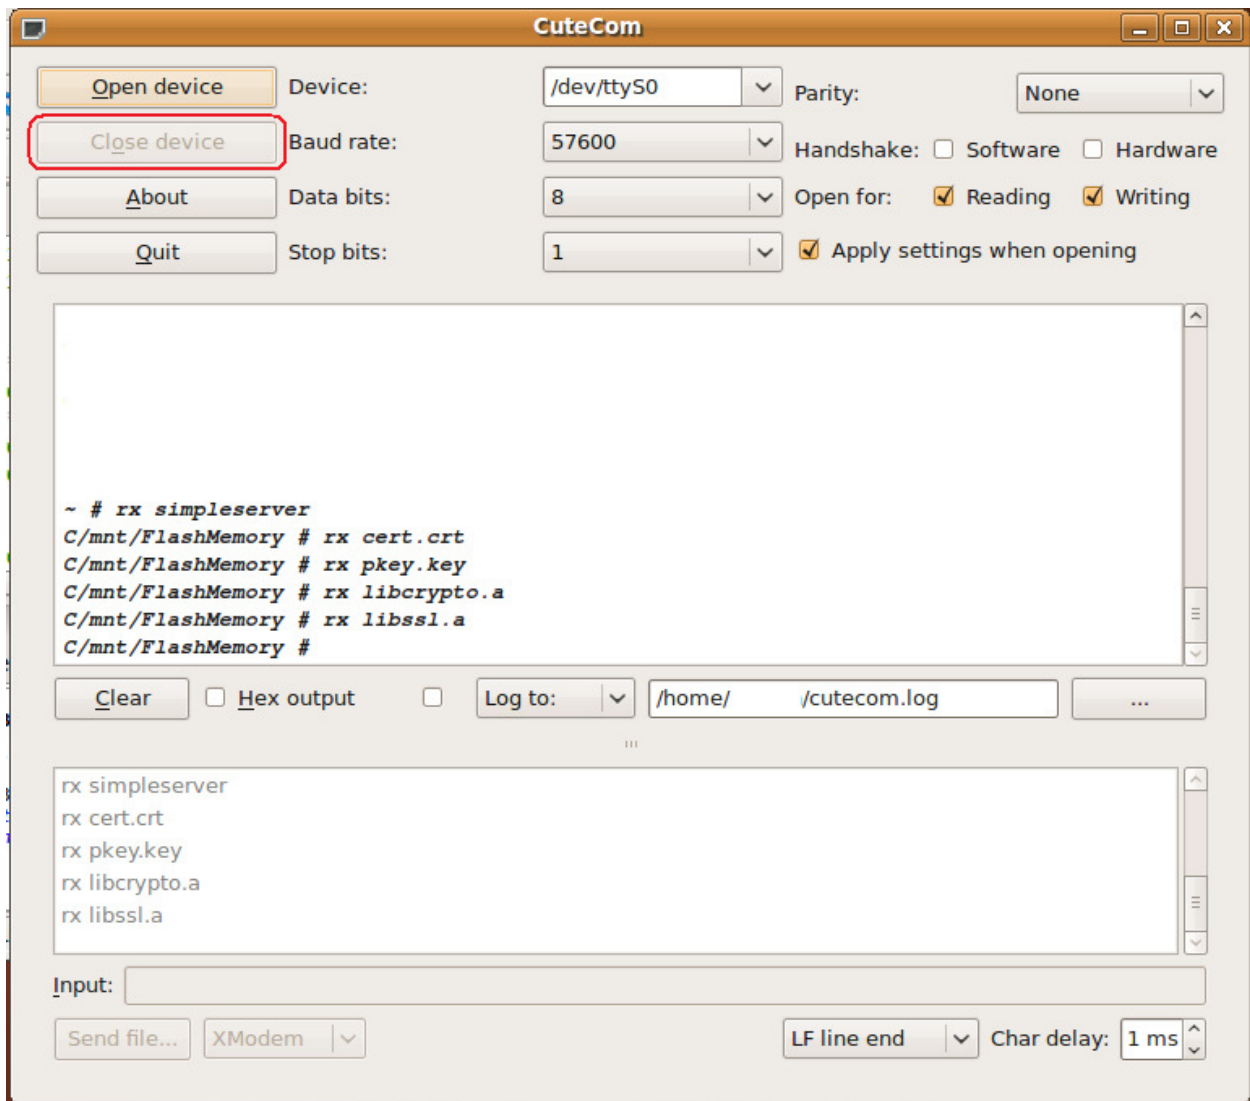 CuteCom
Open device Device: /dev/ttyS0 Parity: None
Close device Baud rate: 57600 Handshake: Software Hardware
About Data bits: 8 Open for: Reading Writing
Quit Stop bits: 1 Apply settings when opening
~ # rx simpleserver
C/mnt/FlashMemory # rx cert.crt
C/mnt/FlashMemory # rx pkey.key
C/mnt/FlashMemory # rx libcrypto.a
C/mnt/FlashMemory # rx libssl.a
C/mnt/FlashMemory #
Clear Hex output Log to: /home/ /cutecom.log ...
rx simpleserver
rx cert.crt
rx pkey.key
rx libcrypto.a
rx libssl.a
Input:
Send file... XModem LF line end Char delay: 1 ms